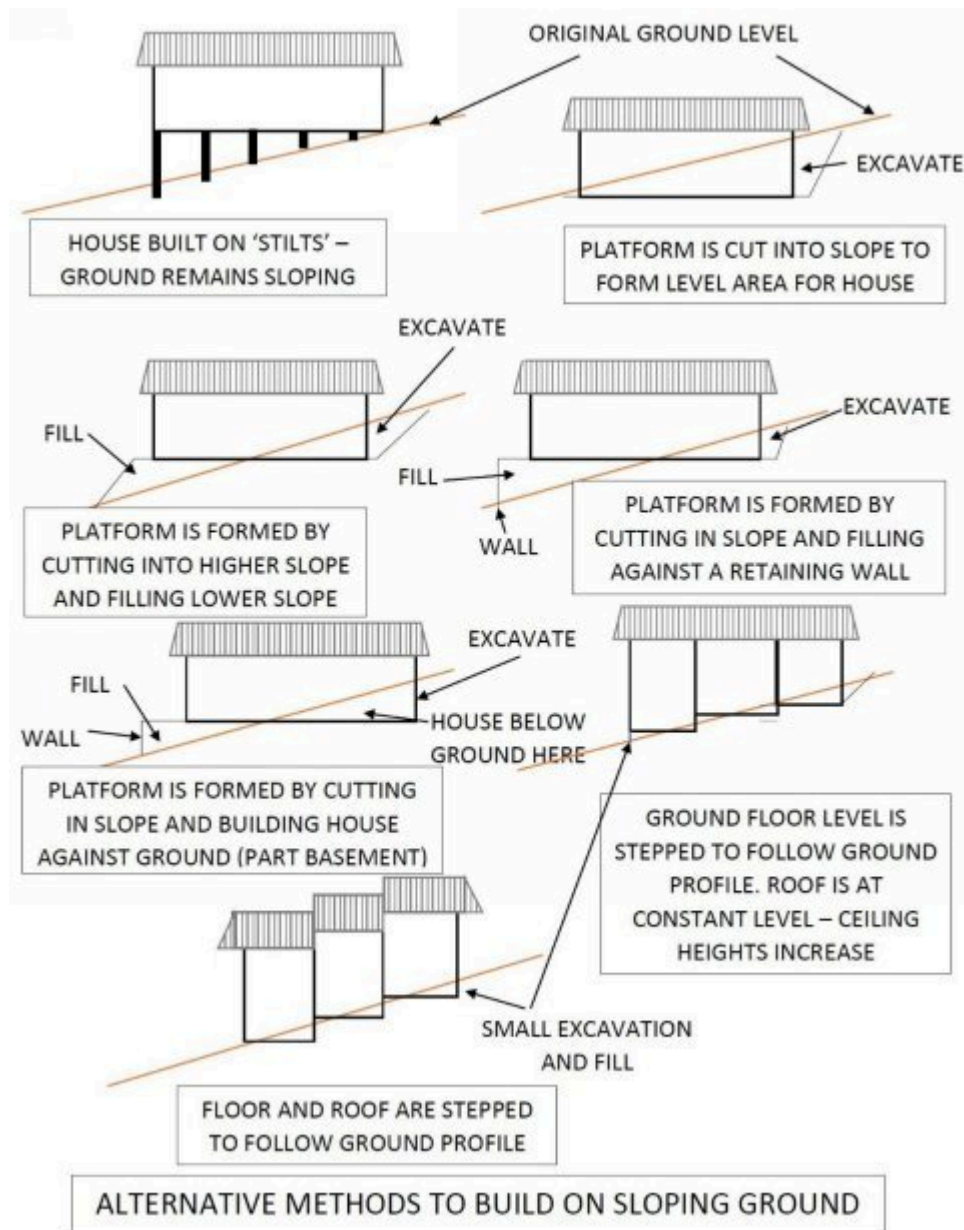 ORIGINAL GROUND LEVEL
EXCAVATE
HOUSE BUILT ON ‘STILTS’ –
GROUND REMAINS SLOPING
PLATFORM IS CUT INTO SLOPE TO
FORM LEVEL AREA FOR HOUSE
EXCAVATE
FILL
PLATFORM IS FORMED BY
CUTTING INTO HIGHER SLOPE
AND FILLING LOWER SLOPE
EXCAVATE
FILL
WALL
PLATFORM IS FORMED BY
CUTTING IN SLOPE AND FILLING
AGAINST A RETAINING WALL
EXCAVATE
FILL
WALL
HOUSE BELOW
GROUND HERE
PLATFORM IS FORMED BY CUTTING
IN SLOPE AND BUILDING HOUSE
AGAINST GROUND (PART BASEMENT)
GROUND FLOOR LEVEL IS
STEPPED TO FOLLOW GROUND
PROFILE. ROOF IS AT
CONSTANT LEVEL – CEILING
HEIGHTS INCREASE
SMALL EXCAVATION
AND FILL
FLOOR AND ROOF ARE STEPPED
TO FOLLOW GROUND PROFILE
ALTERNATIVE METHODS TO BUILD ON SLOPING GROUND